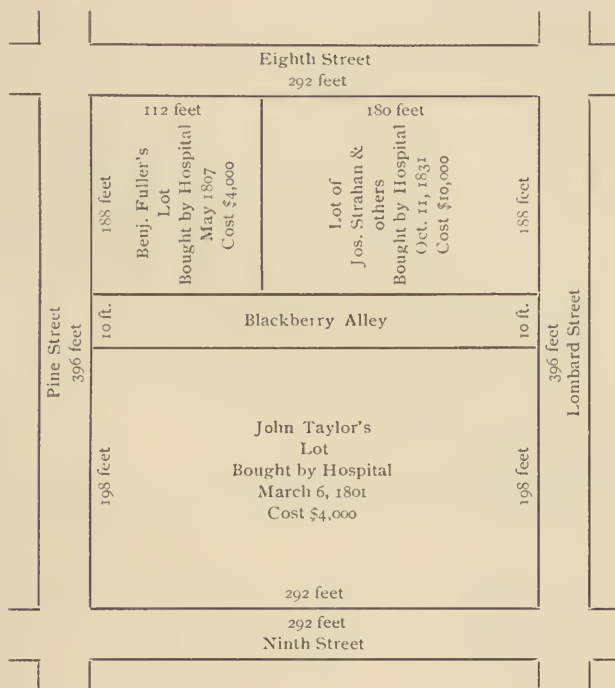 Eighth Street
292 feet
112 feet
180 feet
188 feet
Benj. Fuller's
Lot
Bought by Hospital
May 1807
Cost $4,000
Lot of
Jos. Strahan &
others
Bought by Hospital
Oct. 11, 1831
Cost $10,000
188 feet
Pine Street
396 feet
10 ft.
Blackberry Alley
10 ft.
396 feet
Lombard Street
198 feet
John Taylor's
Lot
Bought by Hospital
March 6, 1801
Cost $4,000
198 feet
292 feet
292 feet
Ninth Street